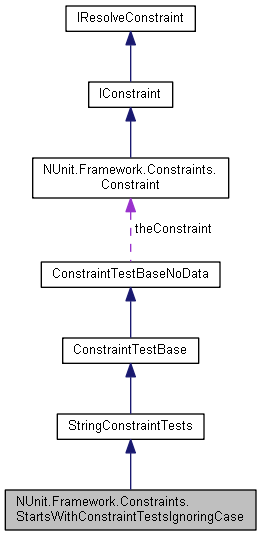 IResolveConstraint
IConstraint
NUnit.Framework.Constraints.
Constraint
theConstraint
ConstraintTestBaseNoData
ConstraintTestBase
StringConstraintTests
NUnit.Framework.Constraints.
StartsWithConstraintTestsIgnoringCase